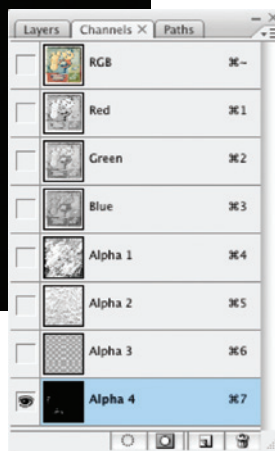 Layers Channels × Paths
RGB ⌘~
Red ⌘1
Green ⌘2
Blue ⌘3
Alpha 1 ⌘4
Alpha 2 ⌘5
Alpha 3 ⌘6
Alpha 4 ⌘7